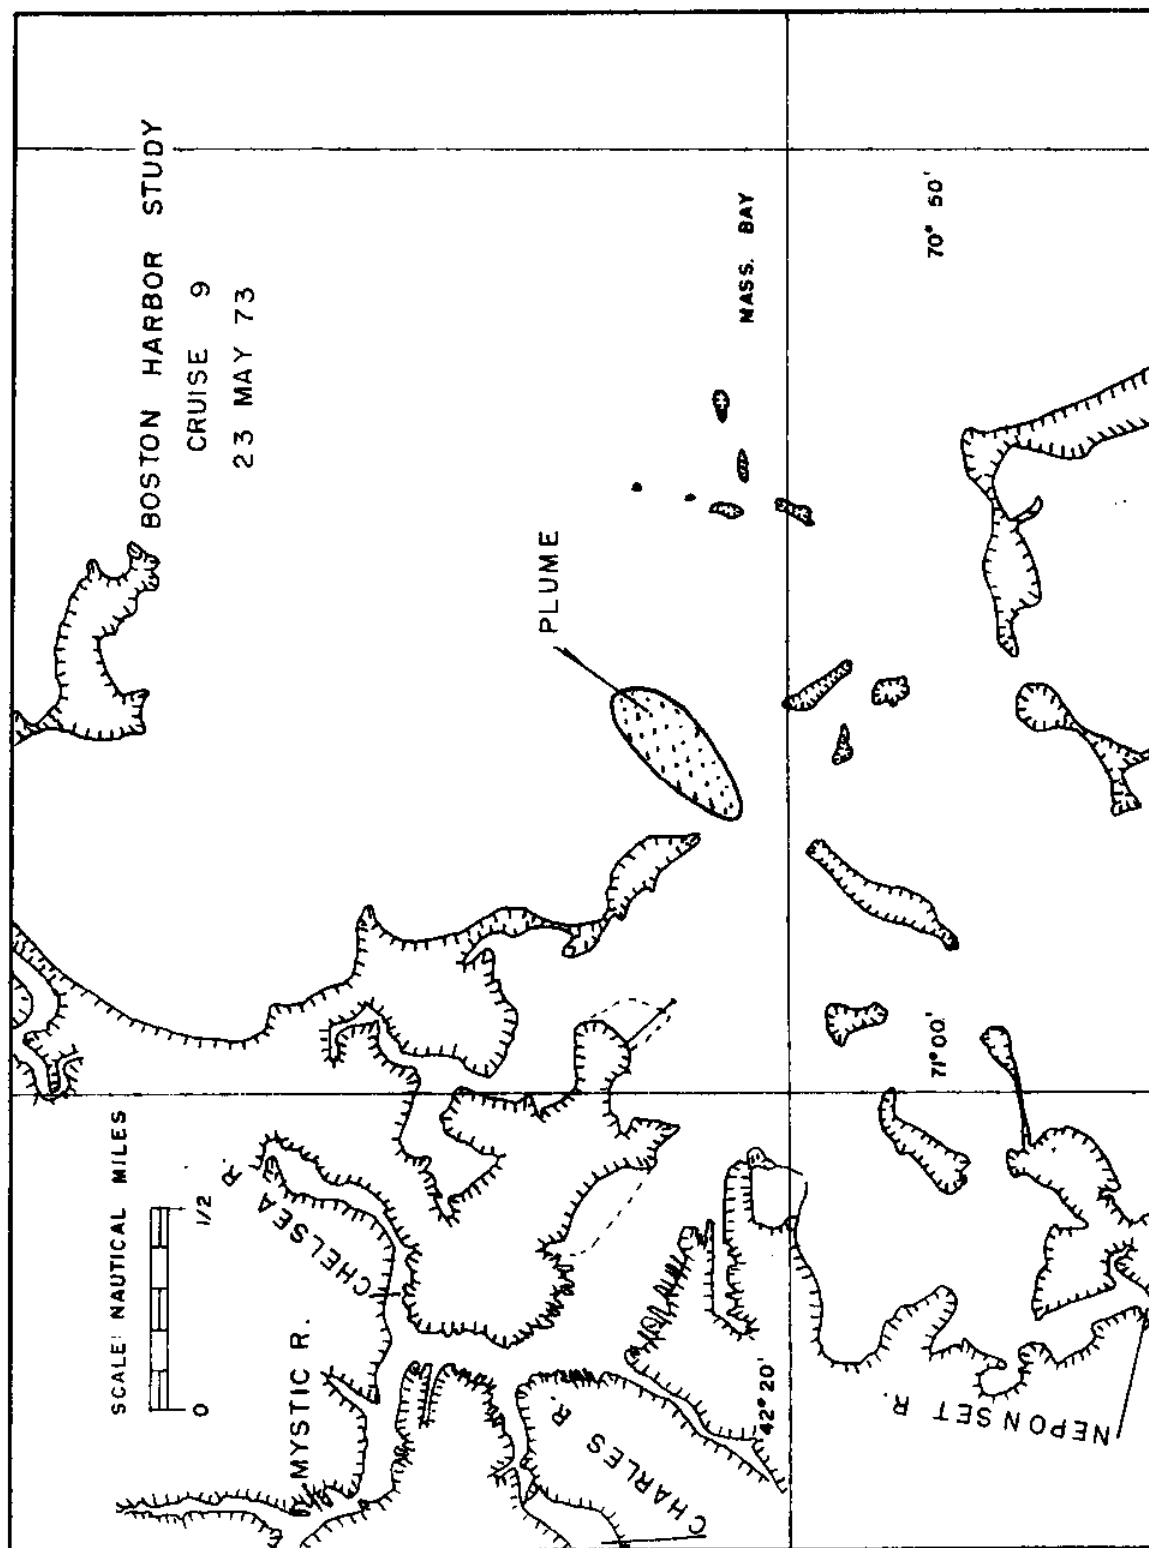 BOSTON HARBOR STUDY
CRUISE 9
23 MAY 73
SCALE: NAUTICAL MILES
0 1/2
MYSTIC R.
CHELSEA R.
CHARLES R.
PLUME
MASS. BAY
42° 20'
71° 00'
70° 50'
NEPONSET R.